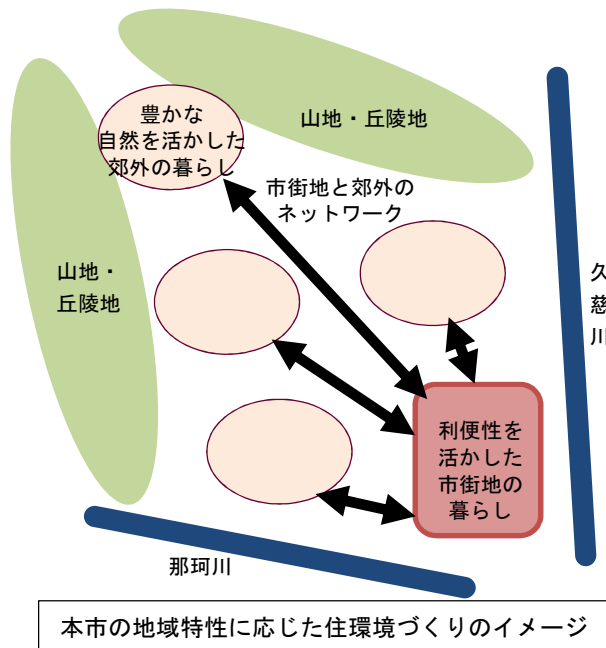 豊かな
自然を活かした
郊外の暮らし
山地・丘陵地
市街地と郊外の
ネットワーク
山地・
丘陵地
久
慈
川
利便性を
活かした
市街地の
暮らし
那珂川
本市の地域特性に応じた住環境づくりのイメージ